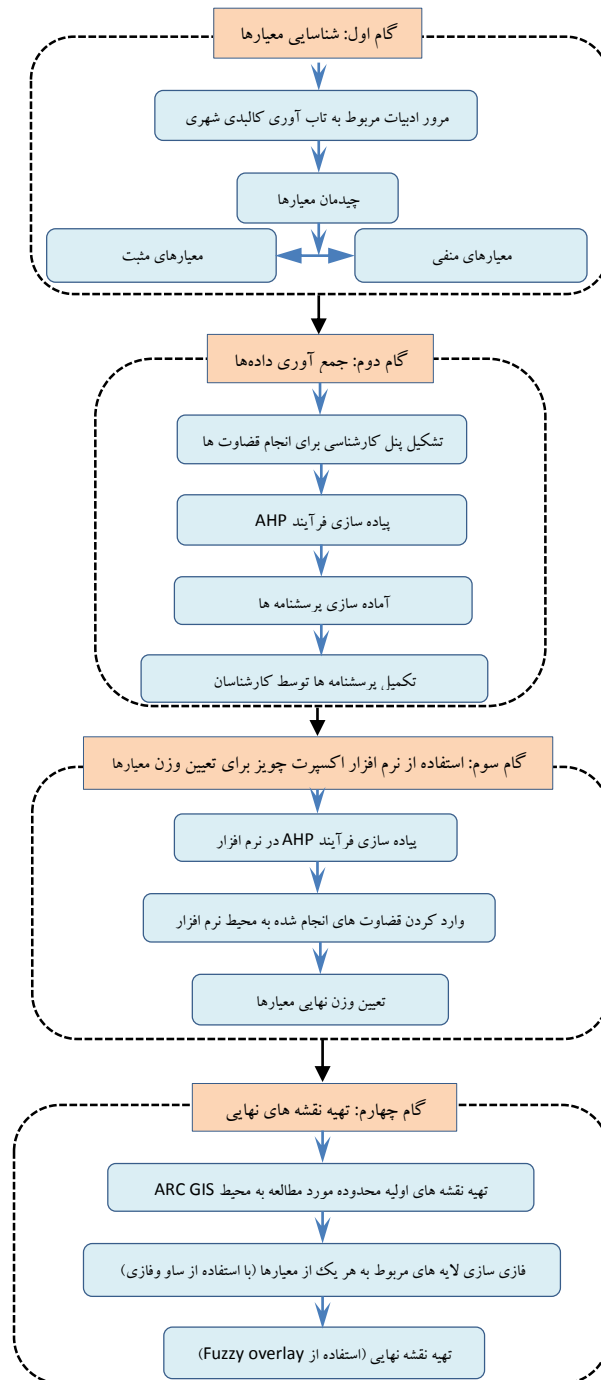 گام اول: شناسایی معیارها
مرور ادبیات مربوط به تاب آوری کالبدی شهری
چیدمان معیارها
معیارهای منفی
معیارهای مثبت
گام دوم: جمع آوری داده‌ها
تشکیل پنل کارشناسی برای انجام قضاوت ها
پیاده سازی فرآیند AHP
آماده سازی پرسشنامه ها
تکمیل پرسشنامه ها توسط کارشناسان
گام سوم: استفاده از نرم افزار اکسپرت چویز برای تعیین وزن معیارها
پیاده سازی فرآیند AHP در نرم افزار
وارد کردن قضاوت های انجام شده به محیط نرم افزار
تعیین وزن نهایی معیارها
گام چهارم: تهیه نقشه های نهایی
تهیه نقشه های اولیه محدوده مورد مطالعه به محیط ARC GIS
فازی سازی لایه های مربوط به هر یک از معیارها (با استفاده از ساو وفازی)
تهیه نقشه نهایی (استفاده از Fuzzy overlay)